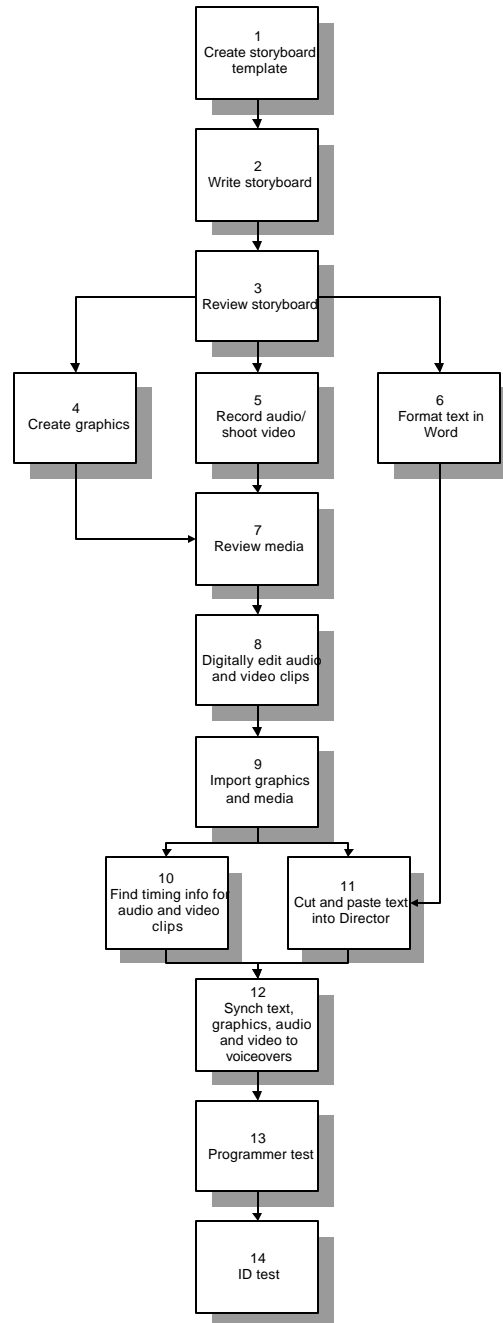 1
Create storyboard
template
2
Write storyboard
3
Review storyboard
4
Create graphics
5
Record audio/
shoot video
6
Format text in
Word
7
Review media
8
Digitally edit audio
and video clips
9
Import graphics
and media
10
Find timing info for
audio and video
clips
11
Cut and paste text
into Director
12
Synch text,
graphics, audio
and video to
voiceovers
13
Programmer test
14
ID test